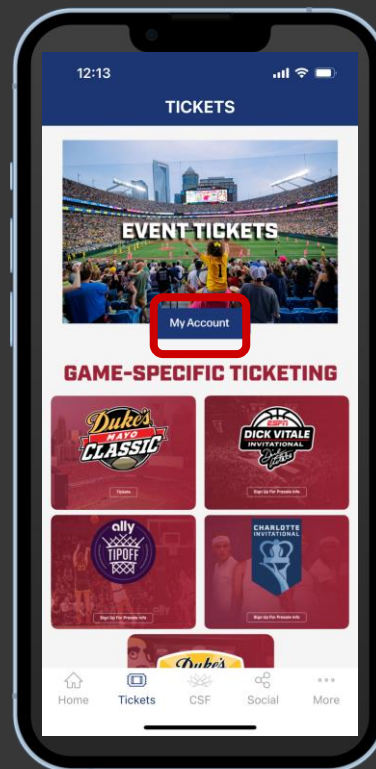 12:13
TICKETS
EVENT TICKETS
My Account
GAME-SPECIFIC TICKETING
Duke's
MAYO
CLASSIC
Tickets
ESPN
DICK VITALE
INVITATIONAL
Sign Up For Presale Info
ally
TIPOFF
ally
Sign Up For Presale Info
CHARLOTTE
INVITATIONAL
Sign Up For Presale Info
Duke's
Home
Tickets
CSF
Social
More